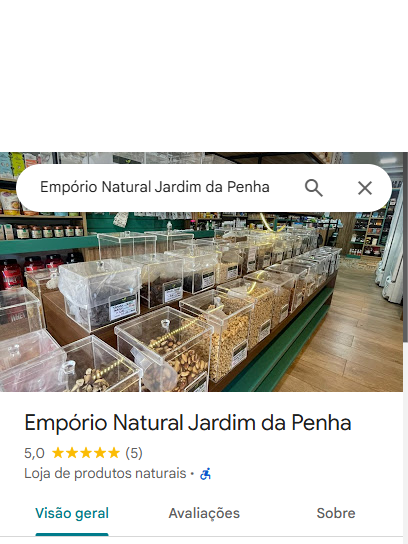 Empório Natural Jardim da Penha
Empório Natural Jardim da Penha
5,0 (5)
Loja de produtos naturais ·
Visão geral
Avaliações
Sobre